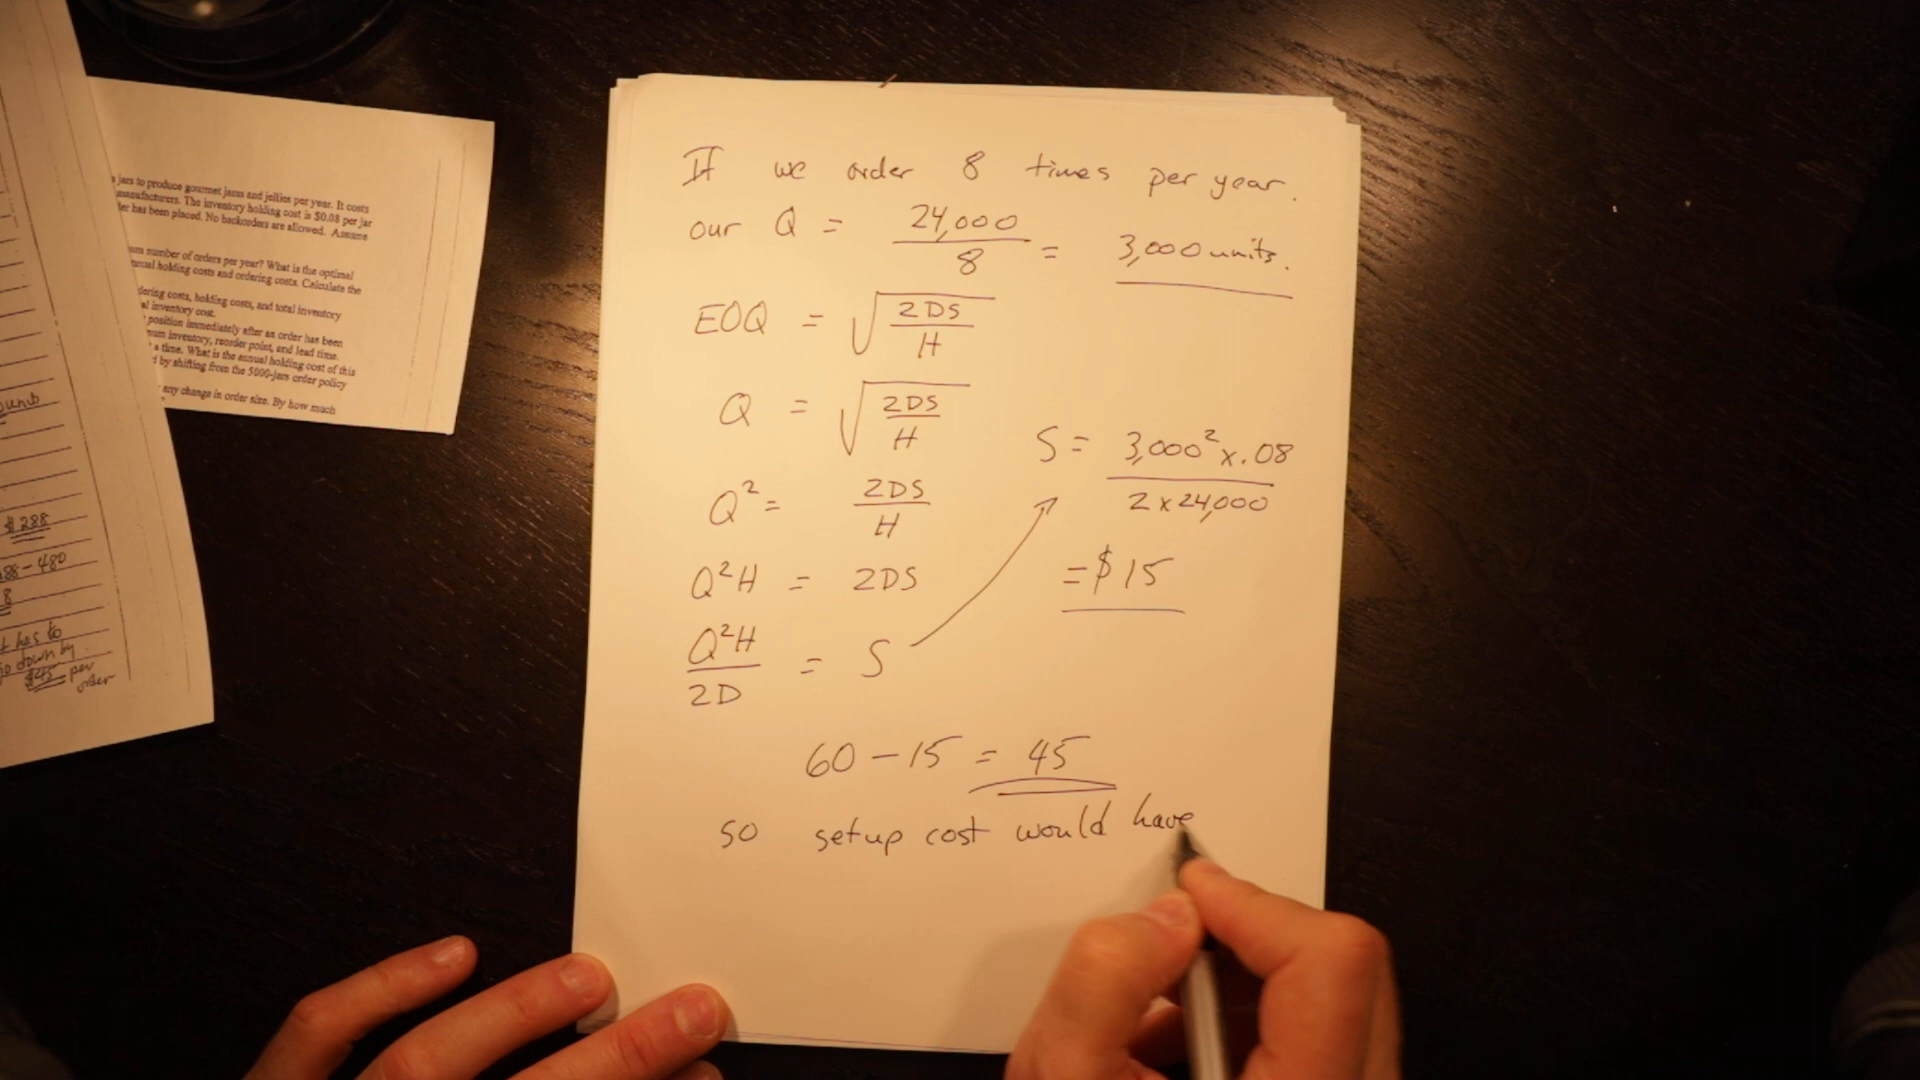 jars to produce gourmet jams and jellies per year. It costs
manufacturers. The inventory holding cost is $0.08 per jar
has been placed. No backorders are allowed. Assume
number of orders per year? What is the optimal
holding costs and ordering costs. Calculate the
ordering costs, holding costs, and total inventory
inventory cost.
position immediately after an order has been
inventory, reorder point, and lead time.
a time. What is the annual holding cost of this
by shifting from the 5000-jars order policy
any change in order size. By how much
units
$288
- 480
8
has to
go down by
$45 per
order
If we order 8 times per year.
our Q = 24,000 / 8 = 3,000 units.
EOQ = √ 2DS / H
Q = √ 2DS / H
S = 3,000² x .08 / 2 x 24,000
Q² = 2DS / H
= $15
Q²H = 2DS
Q²H / 2D = S
60 - 15 = 45
so setup cost would have